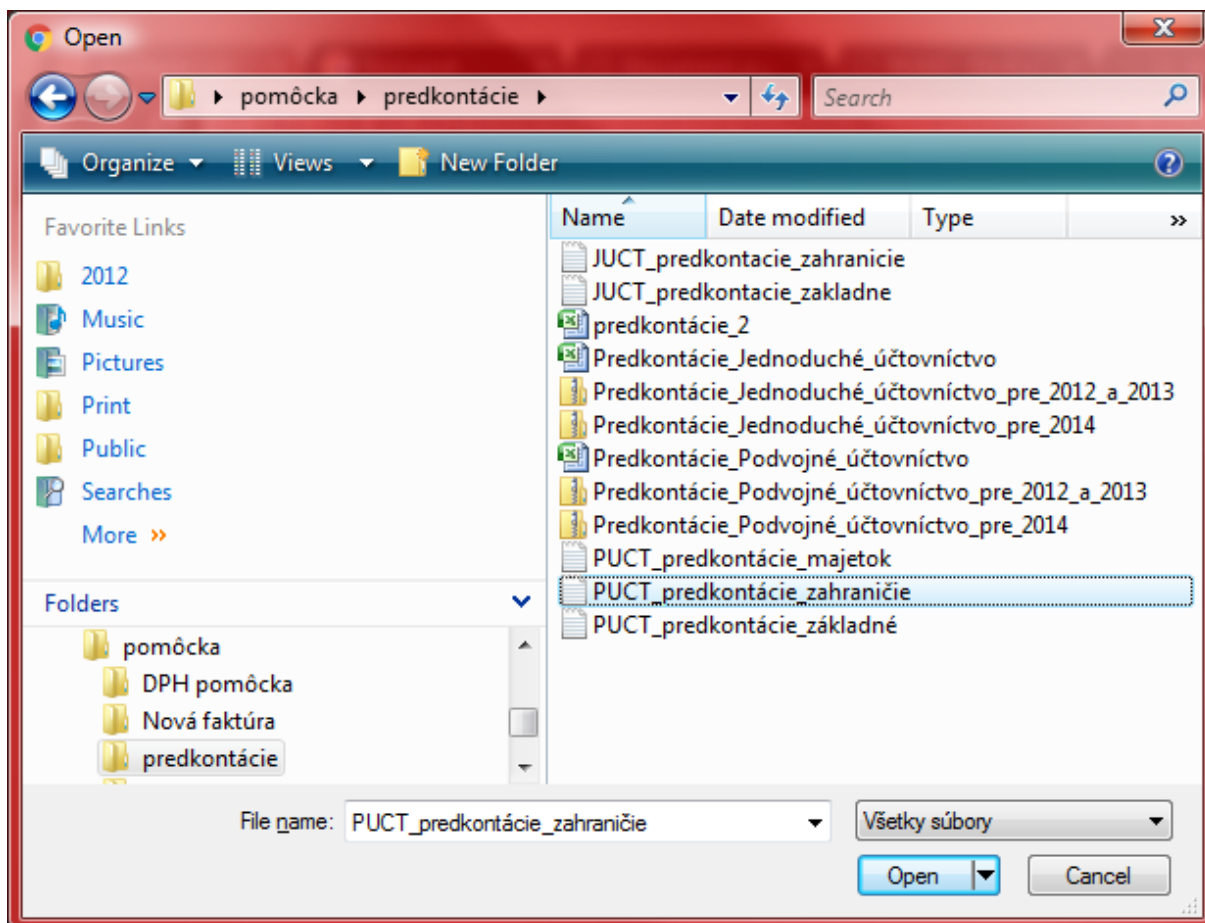 Open
pomôcka predkontácie
Search
Organize Views New Folder
Favorite Links
2012
Music
Pictures
Print
Public
Searches
More »
Folders
pomôcka
DPH pomôcka
Nová faktúra
predkontácie
Name Date modified Type »
JUCT_predkontacie_zahranicie
JUCT_predkontacie_zakladne
predkontácie_2
Predkontácie_Jednoduché_účtovníctvo
Predkontácie_Jednoduché_účtovníctvo_pre_2012_a_2013
Predkontácie_Jednoduché_účtovníctvo_pre_2014
Predkontácie_Podvojné_účtovníctvo
Predkontácie_Podvojné_účtovníctvo_pre_2012_a_2013
Predkontácie_Podvojné_účtovníctvo_pre_2014
PUCT_predkontácie_majetok
PUCT_predkontácie_zahraničie
PUCT_predkontácie_základné
File name: PUCT_predkontácie_zahraničie
Všetky súbory
Open Cancel